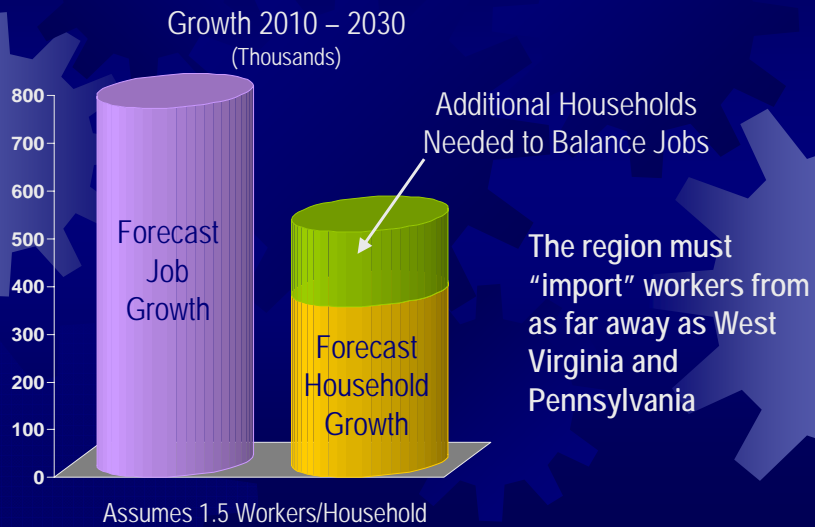 Growth 2010 – 2030
(Thousands)
800
700
600
500
400
300
200
100
0
Forecast
Job
Growth
Forecast
Household
Growth
Additional Households
Needed to Balance Jobs
The region must
“import” workers from
as far away as West
Virginia and
Pennsylvania
Assumes 1.5 Workers/Household